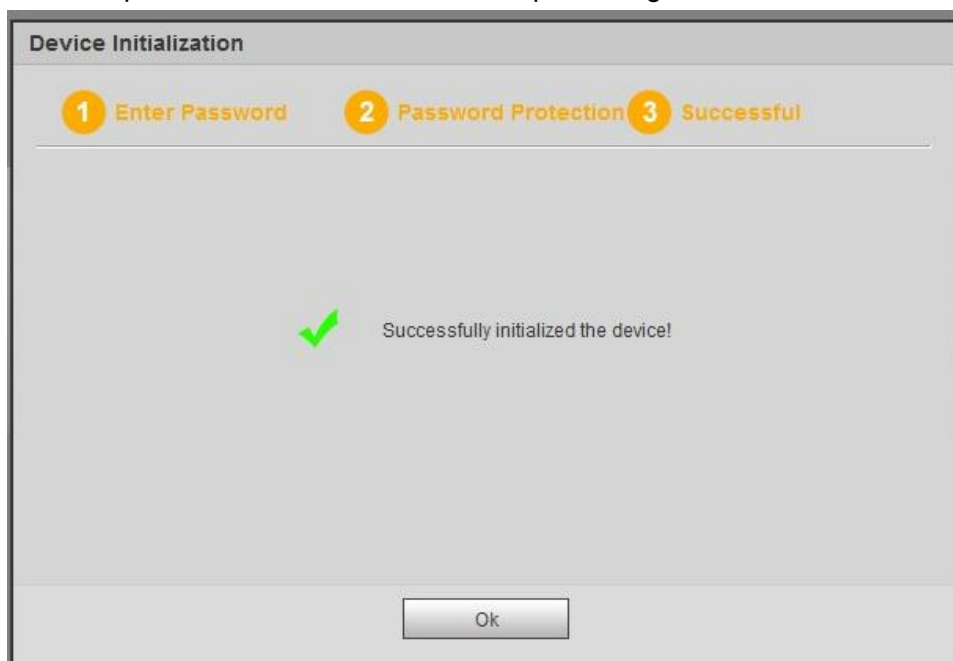 Device Initialization
1 Enter Password 2 Password Protection 3 Successful
Successfully initialized the device!
Ok